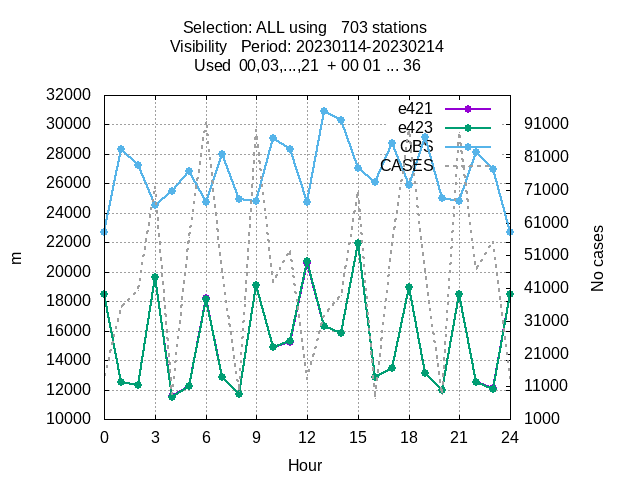 Selection: ALL using   703 stations
Visibility   Period: 20230114-20230214
Used  00,03,...,21  + 00 01 ... 36
e421
e423
OBS
CASES
32000
30000
28000
26000
24000
22000
20000
18000
16000
14000
12000
10000
m
91000
81000
71000
61000
51000
41000
31000
21000
11000
1000
No cases
0 3 6 9 12 15 18 21 24
Hour